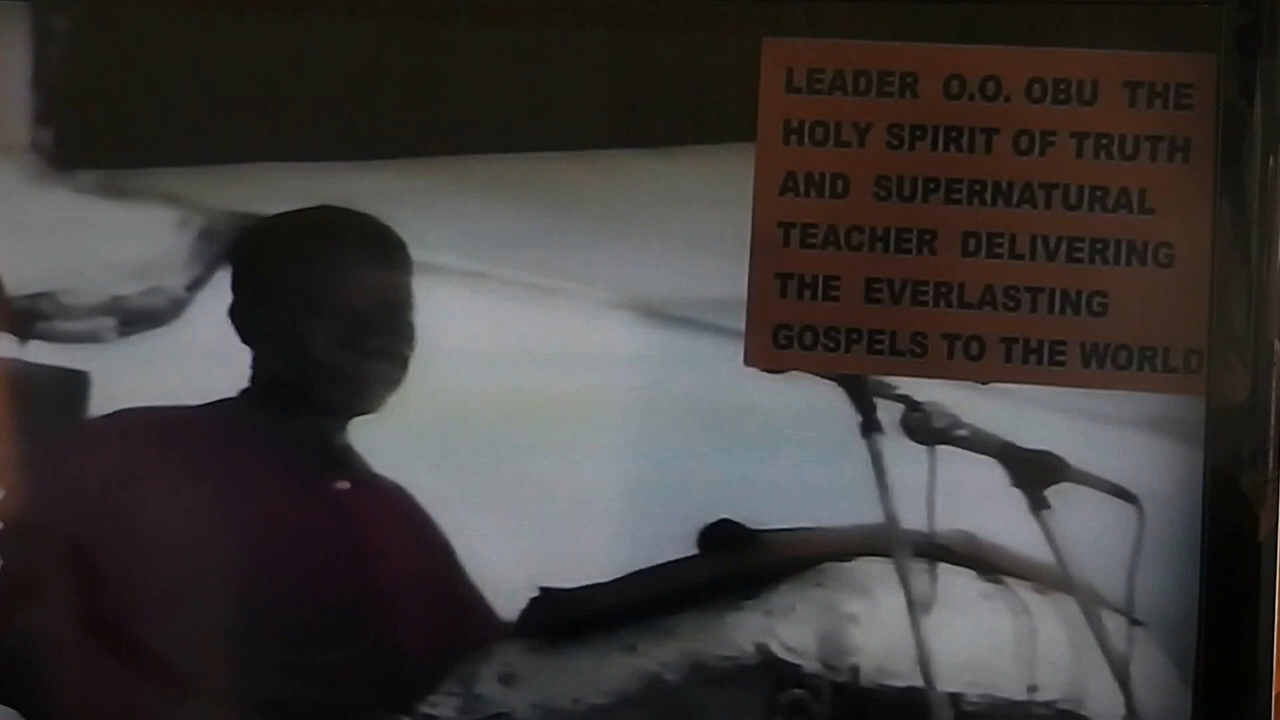 LEADER O.O. OBU THE
HOLY SPIRIT OF TRUTH
AND SUPERNATURAL
TEACHER DELIVERING
THE EVERLASTING
GOSPELS TO THE WORLD